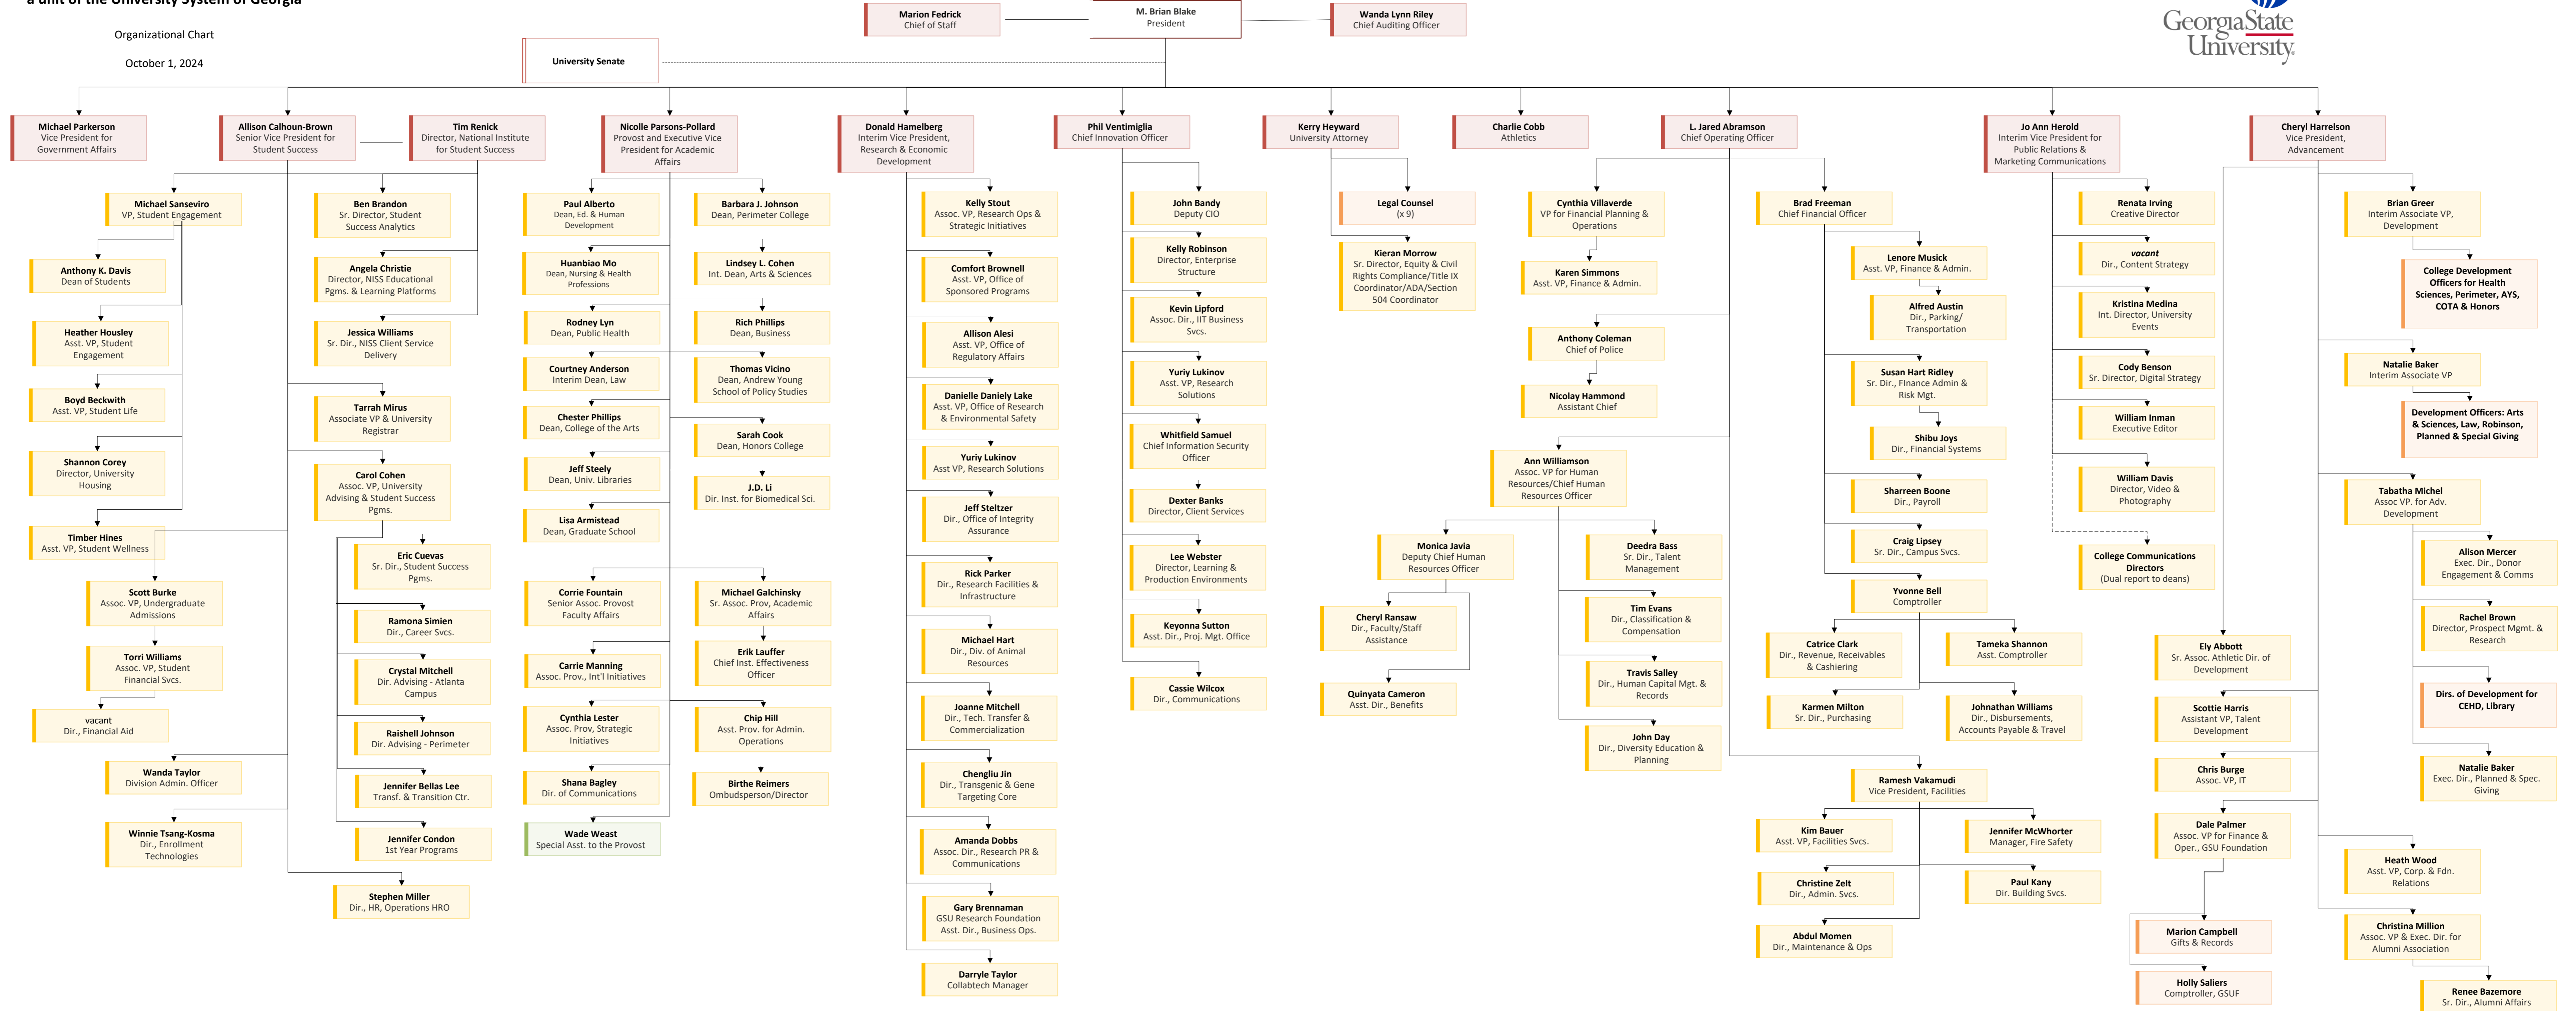 a unit of the University System of Georgia
Organizational Chart
October 1, 2024
Marion Fedrick
Chief of Staff
M. Brian Blake
President
Wanda Lynn Riley
Chief Auditing Officer
GeorgiaState
University
University Senate
Michael Parkerson
Vice President for
Government Affairs
Allison Calhoun-Brown
Senior Vice President for
Student Success
Tim Renick
Director, National Institute
for Student Success
Nicolle Parsons-Pollard
Provost and Executive Vice
President for Academic
Affairs
Donald Hamelberg
Interim Vice President,
Research & Economic
Development
Phil Ventimiglia
Chief Innovation Officer
Kerry Heyward
University Attorney
Charlie Cobb
Athletics
L. Jared Abramson
Chief Operating Officer
Jo Ann Herold
Interim Vice President for
Public Relations &
Marketing Communications
Cheryl Harrelson
Vice President,
Advancement
Michael Sanseviro
VP, Student Engagement
Anthony K. Davis
Dean of Students
Heather Housley
Asst. VP, Student
Engagement
Boyd Beckwith
Asst. VP, Student Life
Shannon Corey
Director, University
Housing
Timber Hines
Asst. VP, Student Wellness
Scott Burke
Assoc. VP, Undergraduate
Admissions
Torri Williams
Assoc. VP, Student
Financial Svcs.
vacant
Dir., Financial Aid
Wanda Taylor
Division Admin. Officer
Winnie Tsang-Kosma
Dir., Enrollment
Technologies
Ben Brandon
Sr. Director, Student
Success Analytics
Angela Christie
Director, NISS Educational
Pgms. & Learning Platforms
Jessica Williams
Sr. Dir., NISS Client Service
Delivery
Tarrah Mirus
Associate VP & University
Registrar
Carol Cohen
Assoc. VP, University
Advising & Student Success
Pgms.
Eric Cuevas
Sr. Dir., Student Success
Pgms.
Ramona Simien
Dir., Career Svcs.
Crystal Mitchell
Dir. Advising - Atlanta
Campus
Raishell Johnson
Dir. Advising - Perimeter
Jennifer Bellas Lee
Transf. & Transition Ctr.
Jennifer Condon
1st Year Programs
Stephen Miller
Dir., HR, Operations HRO
Paul Alberto
Dean, Ed. & Human
Development
Huanbiao Mo
Dean, Nursing & Health
Professions
Rodney Lyn
Dean, Public Health
Courtney Anderson
Interim Dean, Law
Chester Phillips
Dean, College of the Arts
Jeff Steely
Dean, Univ. Libraries
Lisa Armistead
Dean, Graduate School
Corrie Fountain
Senior Assoc. Provost
Faculty Affairs
Carrie Manning
Assoc. Prov., Int'l Initiatives
Cynthia Lester
Assoc. Prov, Strategic
Initiatives
Shana Bagley
Dir. of Communications
Wade Weast
Special Asst. to the Provost
Barbara J. Johnson
Dean, Perimeter College
Lindsey L. Cohen
Int. Dean, Arts & Sciences
Rich Phillips
Dean, Business
Thomas Vicino
Dean, Andrew Young
School of Policy Studies
Sarah Cook
Dean, Honors College
J.D. Li
Dir. Inst. for Biomedical Sci.
Michael Galchinsky
Sr. Assoc. Prov, Academic
Affairs
Erik Lauffer
Chief Inst. Effectiveness
Officer
Chip Hill
Asst. Prov. for Admin.
Operations
Birthe Reimers
Ombudsperson/Director
Kelly Stout
Assoc. VP, Research Ops &
Strategic Initiatives
Comfort Brownell
Asst. VP, Office of
Sponsored Programs
Allison Alesi
Asst. VP, Office of
Regulatory Affairs
Danielle Daniely Lake
Asst. VP, Office of Research
& Environmental Safety
Yuriy Lukinov
Asst VP, Research Solutions
Jeff Steltzer
Dir., Office of Integrity
Assurance
Rick Parker
Dir., Research Facilities &
Infrastructure
Michael Hart
Dir., Div. of Animal
Resources
Joanne Mitchell
Dir., Tech. Transfer &
Commercialization
Chengliu Jin
Dir., Transgenic & Gene
Targeting Core
Amanda Dobbs
Assoc. Dir., Research PR &
Communications
Gary Brennaman
GSU Research Foundation
Asst. Dir., Business Ops.
Darryle Taylor
Collabtech Manager
John Bandy
Deputy CIO
Kelly Robinson
Director, Enterprise
Structure
Kevin Lipford
Assoc. Dir., IIT Business
Svcs.
Yuriy Lukinov
Asst. VP, Research
Solutions
Whitfield Samuel
Chief Information Security
Officer
Dexter Banks
Director, Client Services
Lee Webster
Director, Learning &
Production Environments
Keyonna Sutton
Asst. Dir., Proj. Mgt. Office
Cassie Wilcox
Dir., Communications
Legal Counsel
(x 9)
Kieran Morrow
Sr. Director, Equity & Civil
Rights Compliance/Title IX
Coordinator/ADA/Section
504 Coordinator
Cynthia Villaverde
VP for Financial Planning &
Operations
Karen Simmons
Asst. VP, Finance & Admin.
Anthony Coleman
Chief of Police
Nicolay Hammond
Assistant Chief
Ann Williamson
Assoc. VP for Human
Resources/Chief Human
Resources Officer
Monica Javia
Deputy Chief Human
Resources Officer
Cheryl Ransaw
Dir., Faculty/Staff
Assistance
Quinyata Cameron
Asst. Dir., Benefits
Deedra Bass
Sr. Dir., Talent
Management
Tim Evans
Dir., Classification &
Compensation
Travis Salley
Dir., Human Capital Mgt. &
Records
John Day
Dir., Diversity Education &
Planning
Brad Freeman
Chief Financial Officer
Lenore Musick
Asst. VP, Finance & Admin.
Alfred Austin
Dir., Parking/
Transportation
Susan Hart Ridley
Sr. Dir., FInance Admin &
Risk Mgt.
Shibu Joys
Dir., Financial Systems
Sharreen Boone
Dir., Payroll
Craig Lipsey
Sr. Dir., Campus Svcs.
Yvonne Bell
Comptroller
Catrice Clark
Dir., Revenue, Receivables
& Cashiering
Tameka Shannon
Asst. Comptroller
Karmen Milton
Sr. Dir., Purchasing
Johnathan Williams
Dir., Disbursements,
Accounts Payable & Travel
Ramesh Vakamudi
Vice President, Facilities
Kim Bauer
Asst. VP, Facilities Svcs.
Jennifer McWhorter
Manager, Fire Safety
Christine Zelt
Dir., Admin. Svcs.
Paul Kany
Dir. Building Svcs.
Abdul Momen
Dir., Maintenance & Ops
Renata Irving
Creative Director
vacant
Dir., Content Strategy
Kristina Medina
Int. Director, University
Events
Cody Benson
Sr. Director, Digital Strategy
William Inman
Executive Editor
William Davis
Director, Video &
Photography
College Communications
Directors
(Dual report to deans)
Brian Greer
Interim Associate VP,
Development
College Development
Officers for Health
Sciences, Perimeter, AYS,
COTA & Honors
Natalie Baker
Interim Associate VP
Development Officers: Arts
& Sciences, Law, Robinson,
Planned & Special Giving
Tabatha Michel
Assoc VP. for Adv.
Development
Alison Mercer
Exec. Dir., Donor
Engagement & Comms
Rachel Brown
Director, Prospect Mgmt. &
Research
Dirs. of Development for
CEHD, Library
Natalie Baker
Exec. Dir., Planned & Spec.
Giving
Ely Abbott
Sr. Assoc. Athletic Dir. of
Development
Scottie Harris
Assistant VP, Talent
Development
Chris Burge
Assoc. VP, IT
Dale Palmer
Assoc. VP for Finance &
Oper., GSU Foundation
Marion Campbell
Gifts & Records
Holly Saliers
Comptroller, GSUF
Heath Wood
Asst. VP, Corp. & Fdn.
Relations
Christina Million
Assoc. VP & Exec. Dir. for
Alumni Association
Renee Bazemore
Sr. Dir., Alumni Affairs